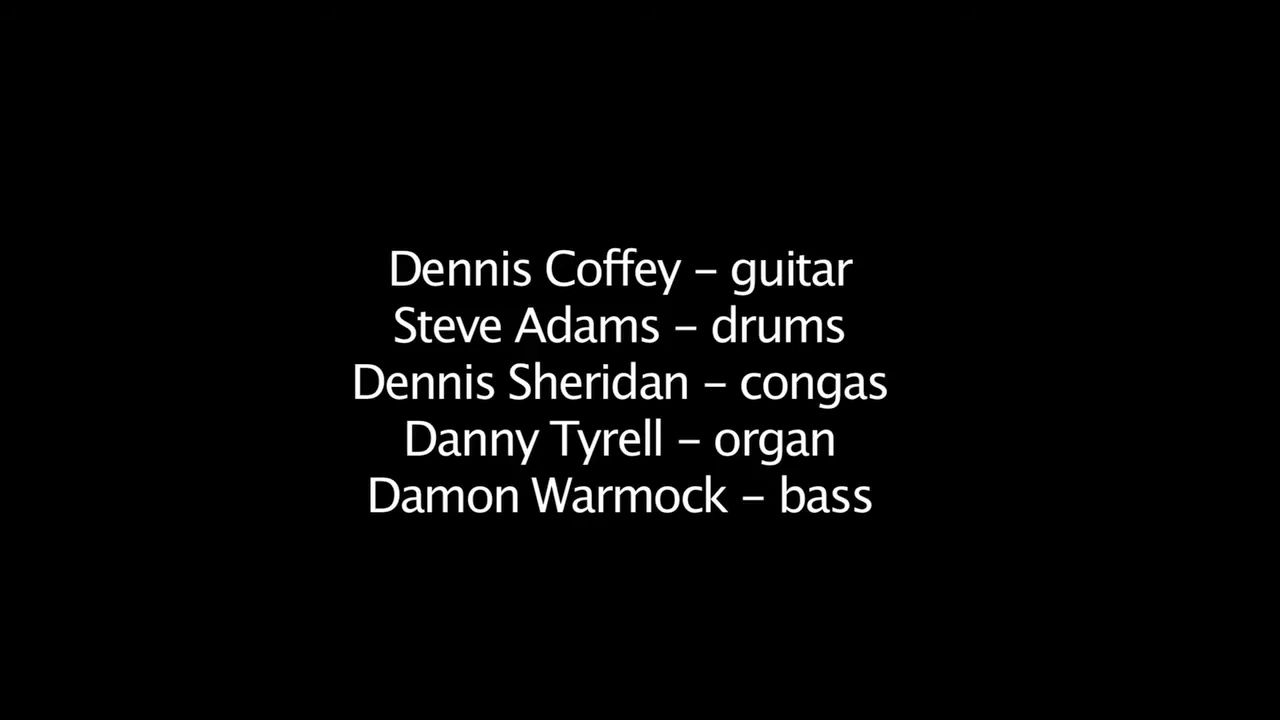 Dennis Coffey – guitar
Steve Adams – drums
Dennis Sheridan – congas
Danny Tyrell – organ
Damon Warmock – bass